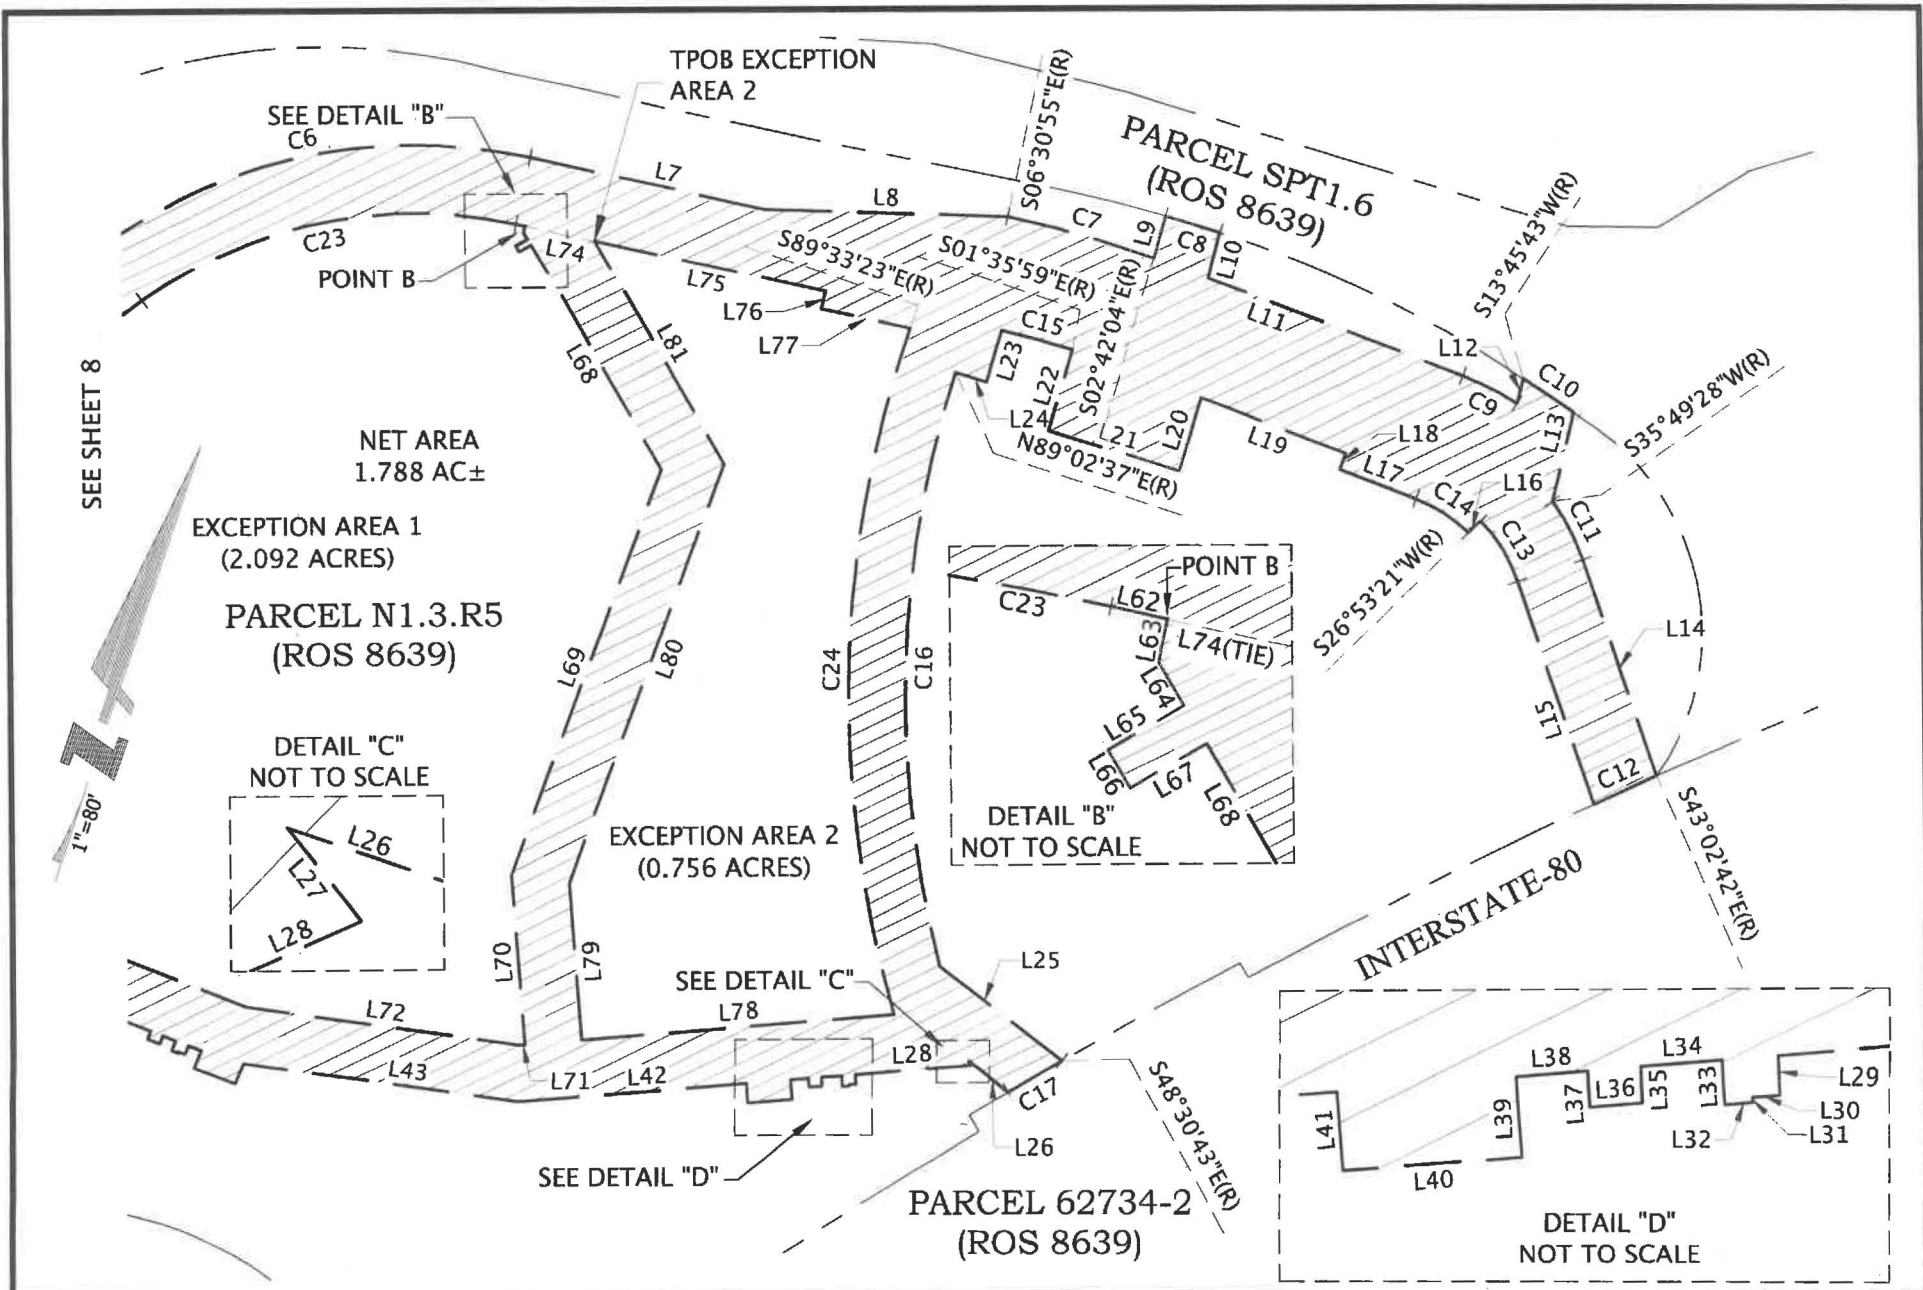 TPOB EXCEPTION
AREA 2
SEE DETAIL "B"
C6
L7
L8
S06°30'55"E(R)
PARCEL SPT1.6
(ROS 8639)
C7
L9
C8
L10
C23
L74
POINT B
S89°33'23"E(R)
S01°35'59"E(R)
S02°42'04"E(R)
S13°45'43"W(R)
L75
L76
L77
C15
L11
L12
C10
C9
L13
S35°49'28"W(R)
L68
L81
L23
L22
L24
L21
L20
L19
L18
L17
C14
L16
N89°02'37"E(R)
C13
C11
S26°53'21"W(R)
SEE SHEET 8
NET AREA
1.788 AC±
EXCEPTION AREA 1
(2.092 ACRES)
PARCEL N1.3.R5
(ROS 8639)
L69
L80
C24
C16
C23
L62
POINT B
L63
L74(TIE)
L64
L65
L66
L67
L68
DETAIL "B"
NOT TO SCALE
L14
L15
C12
S43°02'42"E(R)
N
1"=80'
DETAIL "C"
NOT TO SCALE
L26
L27
L28
EXCEPTION AREA 2
(0.756 ACRES)
INTERSTATE-80
L70
L79
L25
SEE DETAIL "C"
L72
L78
L28
L43
L71
L42
C17
L26
S48°30'43"E(R)
SEE DETAIL "D"
PARCEL 62734-2
(ROS 8639)
L38
L34
L41
L39
L37
L36
L35
L33
L29
L30
L31
L32
L40
DETAIL "D"
NOT TO SCALE